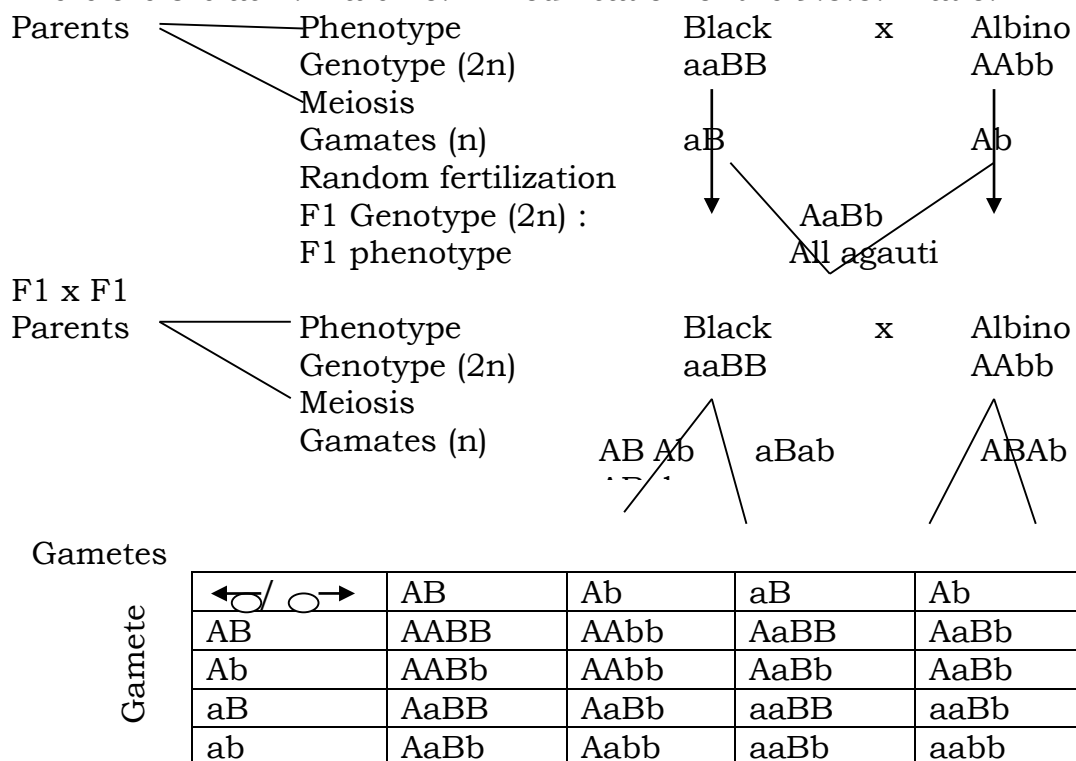 Parents Phenotype Black x Albino
Genotype (2n) aaBB AAbb
Meiosis
Gamates (n) aB Ab
Random fertilization
F1 Genotype (2n) : AaBb
F1 phenotype All agauti
F1 x F1
Parents Phenotype Black x Albino
Genotype (2n) aaBB AAbb
Meiosis
Gamates (n) AB Ab aBab ABAb
Gametes
Gamete
/ AB Ab aB Ab
AB AABB AAbb AaBB AaBb
Ab AABb AAbb AaBb AaBb
aB AaBB AaBb aaBB aaBb
ab AaBb Aabb aaBb aabb